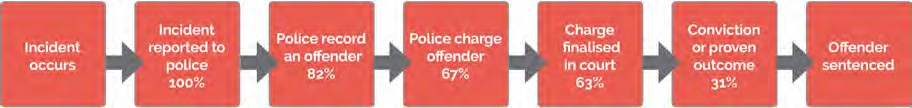 Incident
occurs
Incident
reported to
police
100%
Police record
an offender
82%
Police charge
offender
67%
Charge
finalised
in court
63%
Conviction
or proven
outcome
31%
Offender
sentenced